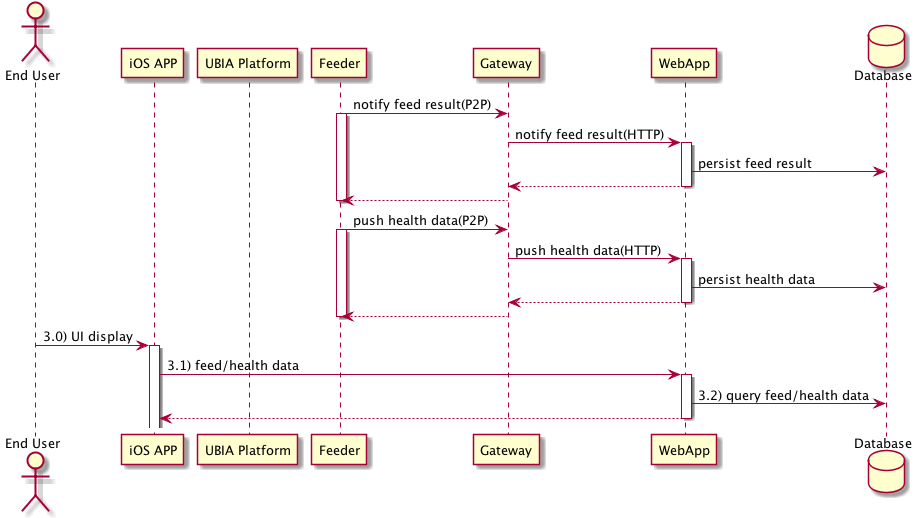 End User
iOS APP
UBIA Platform
Feeder
Gateway
WebApp
Database
notify feed result(P2P)
notify feed result(HTTP)
persist feed result
push health data(P2P)
push health data(HTTP)
persist health data
3.0) UI display
3.1) feed/health data
3.2) query feed/health data
End User
iOS APP
UBIA Platform
Feeder
Gateway
WebApp
Database